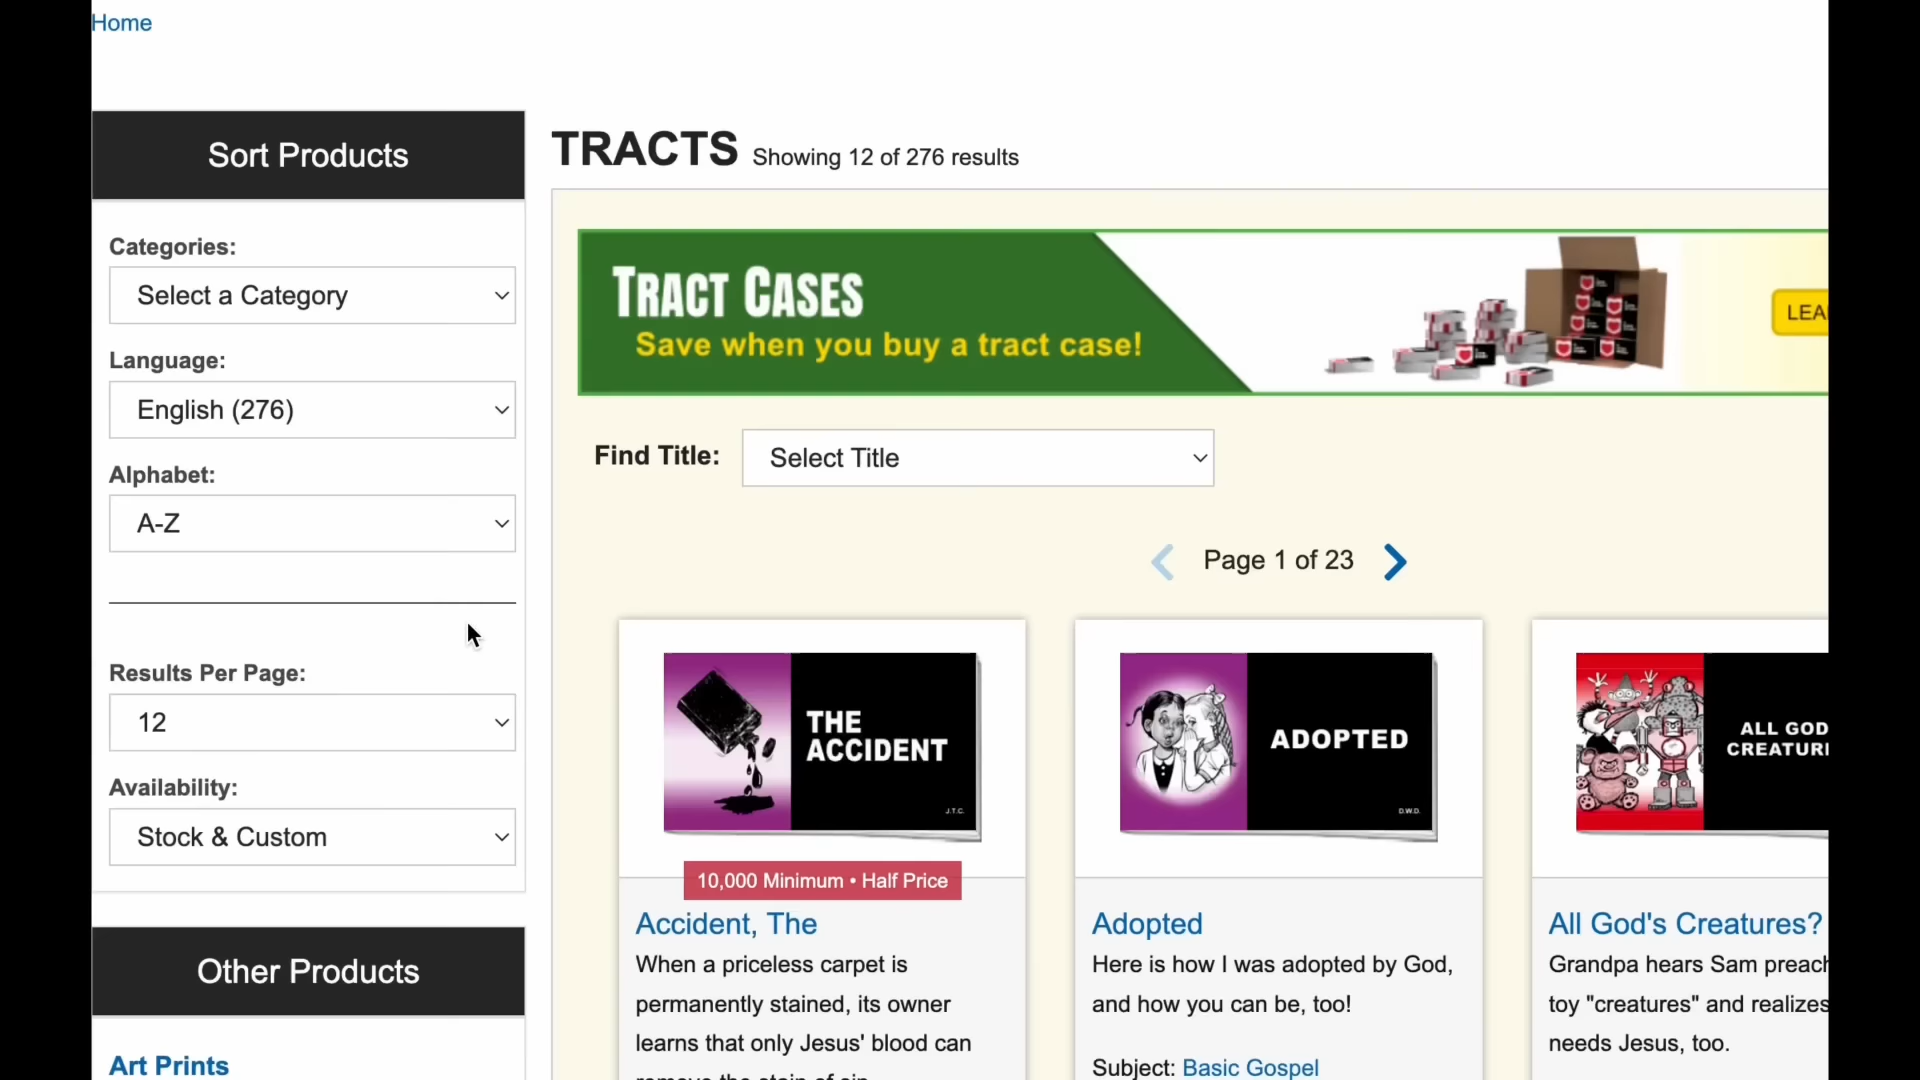 Home
Sort Products
Categories:
Select a Category
Language:
English (276)
Alphabet:
A-Z
Results Per Page:
12
Availability:
Stock & Custom
Other Products
Art Prints
TRACTS Showing 12 of 276 results
TRACT CASES
Save when you buy a tract case!
Find Title: Select Title
Page 1 of 23
THE
ACCIDENT
J.T.C.
10,000 Minimum • Half Price
Accident, The
When a priceless carpet is
permanently stained, its owner
learns that only Jesus' blood can
remove the stain of sin.
ADOPTED
D.W.D.
Adopted
Here is how I was adopted by God,
and how you can be, too!
Subject: Basic Gospel
ALL GOD
All God's Creatures?
Grandpa hears Sam preach
toy "creatures" and realizes
needs Jesus, too.